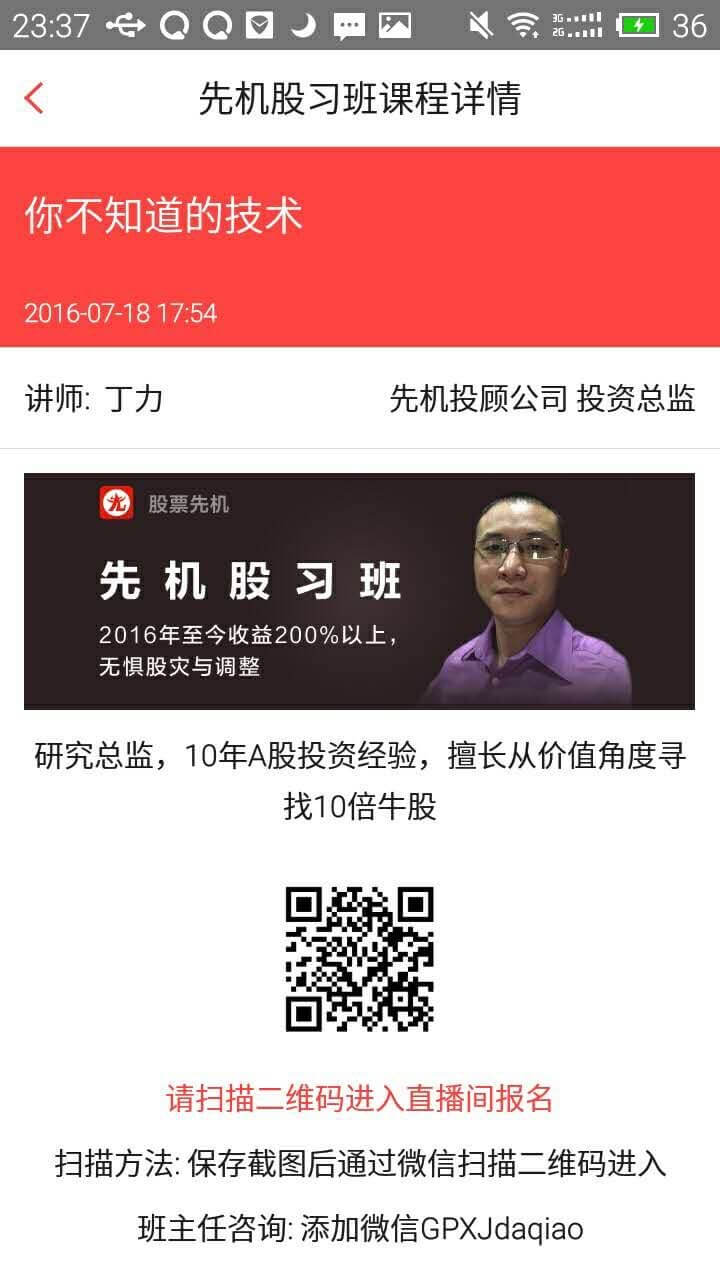 23:37
3G
2G
36
先机股习班课程详情
你不知道的技术
2016-07-18 17:54
讲师: 丁力
先机投顾公司 投资总监
股票先机
先机股习班
2016年至今收益200%以上，
无惧股灾与调整
研究总监，10年A股投资经验，擅长从价值角度寻
找10倍牛股
请扫描二维码进入直播间报名
扫描方法: 保存截图后通过微信扫描二维码进入
班主任咨询: 添加微信GPXJdaqiao